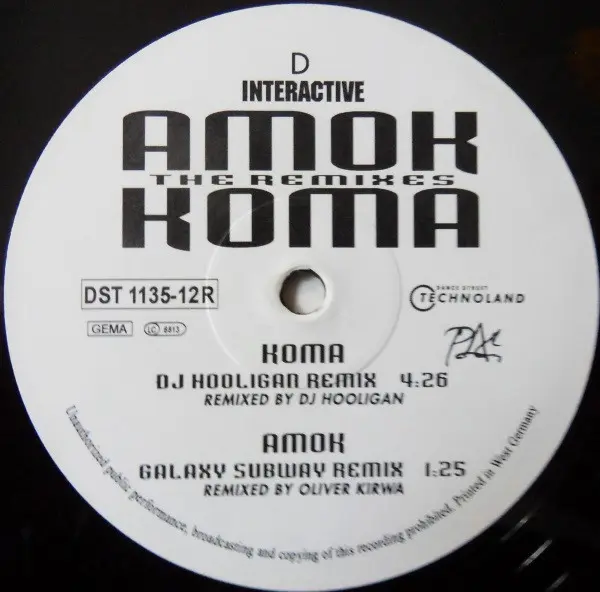 D
INTERACTIVE
AMOK
THE REMIXES
KOMA
DST 1135-12R
GEMA
LC 8813
DANCE STREET
TECHNOLAND
KOMA
DJ HOOLIGAN REMIX 4:26
REMIXED BY DJ HOOLIGAN
AMOK
GALAXY SUBWAY REMIX 1:25
REMIXED BY OLIVER KIRWA
Unauthorized public performance, broadcasting and copying of this recording prohibited. Printed in West Germany